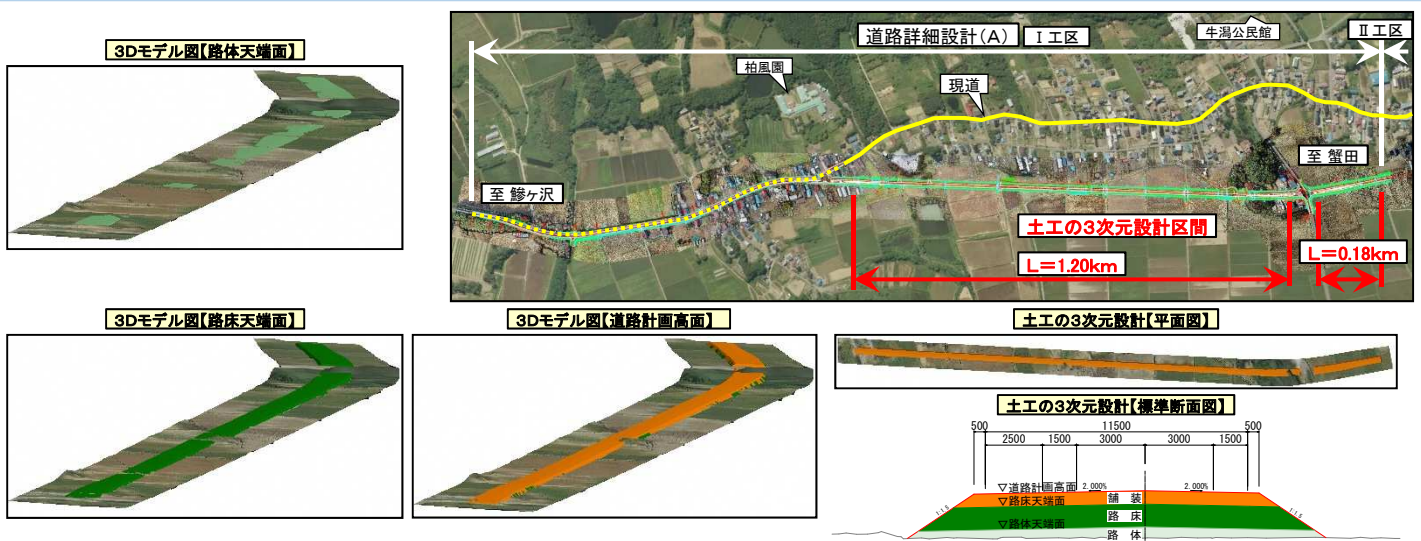 3Dモデル図【路体天端面】
道路詳細設計(A) Ⅰ工区
牛潟公民館
Ⅱ工区
柏風園
現道
至 鰺ヶ沢
至 蟹田
土工の3次元設計区間
L=1.20km
L=0.18km
3Dモデル図【路床天端面】
3Dモデル図【道路計画高面】
土工の3次元設計【平面図】
土工の3次元設計【標準断面図】
500 11500 500
2500 1500 3000 3000 1500
▽道路計画高面 2.000% 2.000%
▽路床天端面 舗 装
1:1.5 路 床 1:1.5
▽路体天端面
路 体